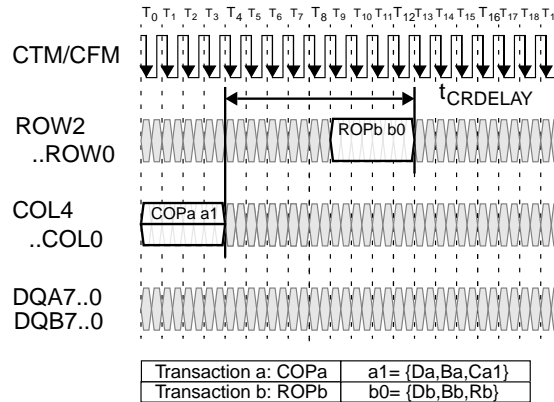 T0 T1 T2 T3 T4 T5 T6 T7 T8 T9 T10 T11 T12 T13 T14 T15 T16 T17 T18 T1
CTM/CFM
tCRDELAY
ROW2
..ROW0
ROPb b0
COL4
..COL0
COPa a1
DQA7..0
DQB7..0
Transaction a: COPa a1= {Da,Ba,Ca1}
Transaction b: ROPb b0= {Db,Bb,Rb}